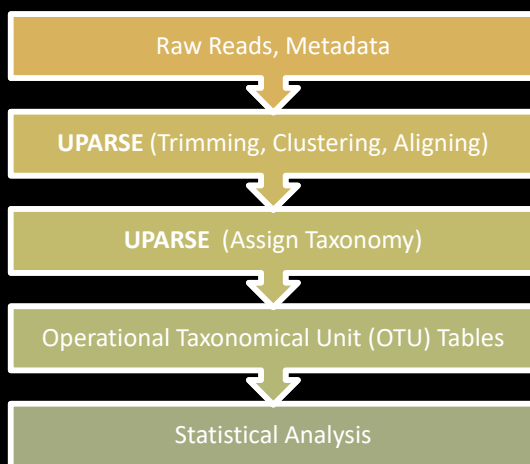 Raw Reads, Metadata
UPARSE (Trimming, Clustering, Aligning)
UPARSE (Assign Taxonomy)
Operational Taxonomical Unit (OTU) Tables
Statistical Analysis